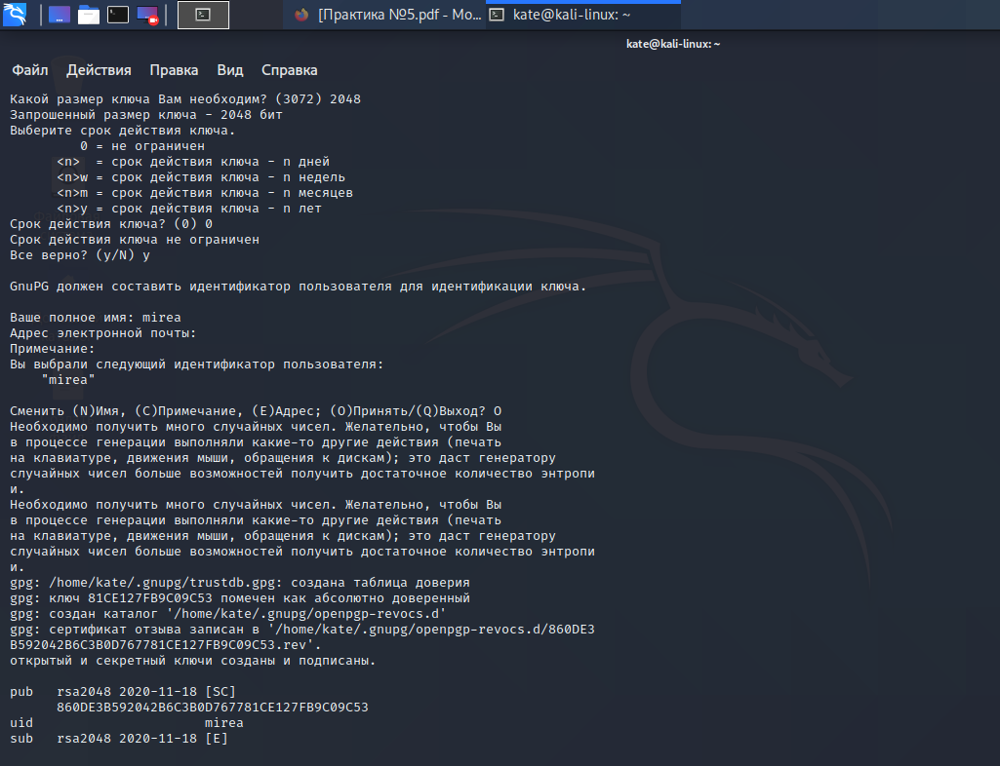 [Практика №5.pdf - Mo...
kate@kali-linux: ~
kate@kali-linux: ~
Файл Действия Правка Вид Справка
Какой размер ключа Вам необходим? (3072) 2048
Запрошенный размер ключа - 2048 бит
Выберите срок действия ключа.
         0 = не ограничен
      <n>  = срок действия ключа - n дней
      <n>w = срок действия ключа - n недель
      <n>m = срок действия ключа - n месяцев
      <n>y = срок действия ключа - n лет
Срок действия ключа? (0) 0
Срок действия ключа не ограничен
Все верно? (y/N) y
GnuPG должен составить идентификатор пользователя для идентификации ключа.
Ваше полное имя: mirea
Адрес электронной почты:
Примечание:
Вы выбрали следующий идентификатор пользователя:
    "mirea"
Сменить (N)Имя, (C)Примечание, (E)Адрес; (O)Принять/(Q)Выход? O
Необходимо получить много случайных чисел. Желательно, чтобы Вы
в процессе генерации выполняли какие-то другие действия (печать
на клавиатуре, движения мыши, обращения к дискам); это даст генератору
случайных чисел больше возможностей получить достаточное количество энтропи
и.
Необходимо получить много случайных чисел. Желательно, чтобы Вы
в процессе генерации выполняли какие-то другие действия (печать
на клавиатуре, движения мыши, обращения к дискам); это даст генератору
случайных чисел больше возможностей получить достаточное количество энтропи
и.
gpg: /home/kate/.gnupg/trustdb.gpg: создана таблица доверия
gpg: ключ 81CE127FB9C09C53 помечен как абсолютно доверенный
gpg: создан каталог '/home/kate/.gnupg/openpgp-revocs.d'
gpg: сертификат отзыва записан в '/home/kate/.gnupg/openpgp-revocs.d/860DE3
B592042B6C3B0D767781CE127FB9C09C53.rev'.
открытый и секретный ключи созданы и подписаны.
pub   rsa2048 2020-11-18 [SC]
      860DE3B592042B6C3B0D767781CE127FB9C09C53
uid                      mirea
sub   rsa2048 2020-11-18 [E]